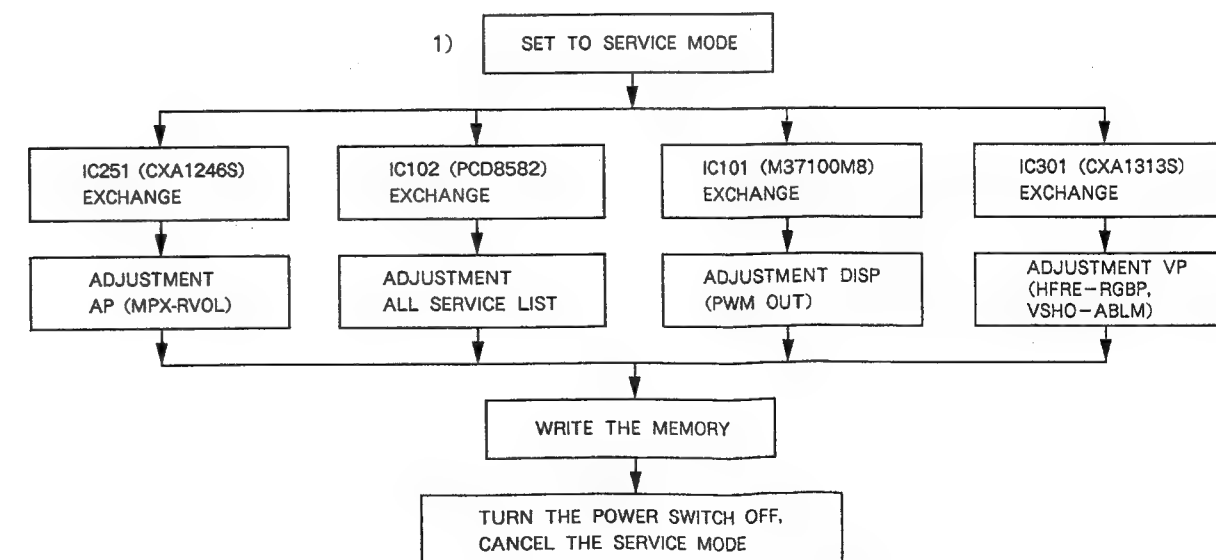 1)
SET TO SERVICE MODE
IC251 (CXA1246S)
EXCHANGE
IC102 (PCD8582)
EXCHANGE
IC101 (M37100M8)
EXCHANGE
IC301 (CXA1313S)
EXCHANGE
ADJUSTMENT
AP (MPX-RVOL)
ADJUSTMENT
ALL SERVICE LIST
ADJUSTMENT DISP
(PWM OUT)
ADJUSTMENT VP
(HFRE-RGBP,
VSHO-ABLM)
WRITE THE MEMORY
TURN THE POWER SWITCH OFF,
CANCEL THE SERVICE MODE